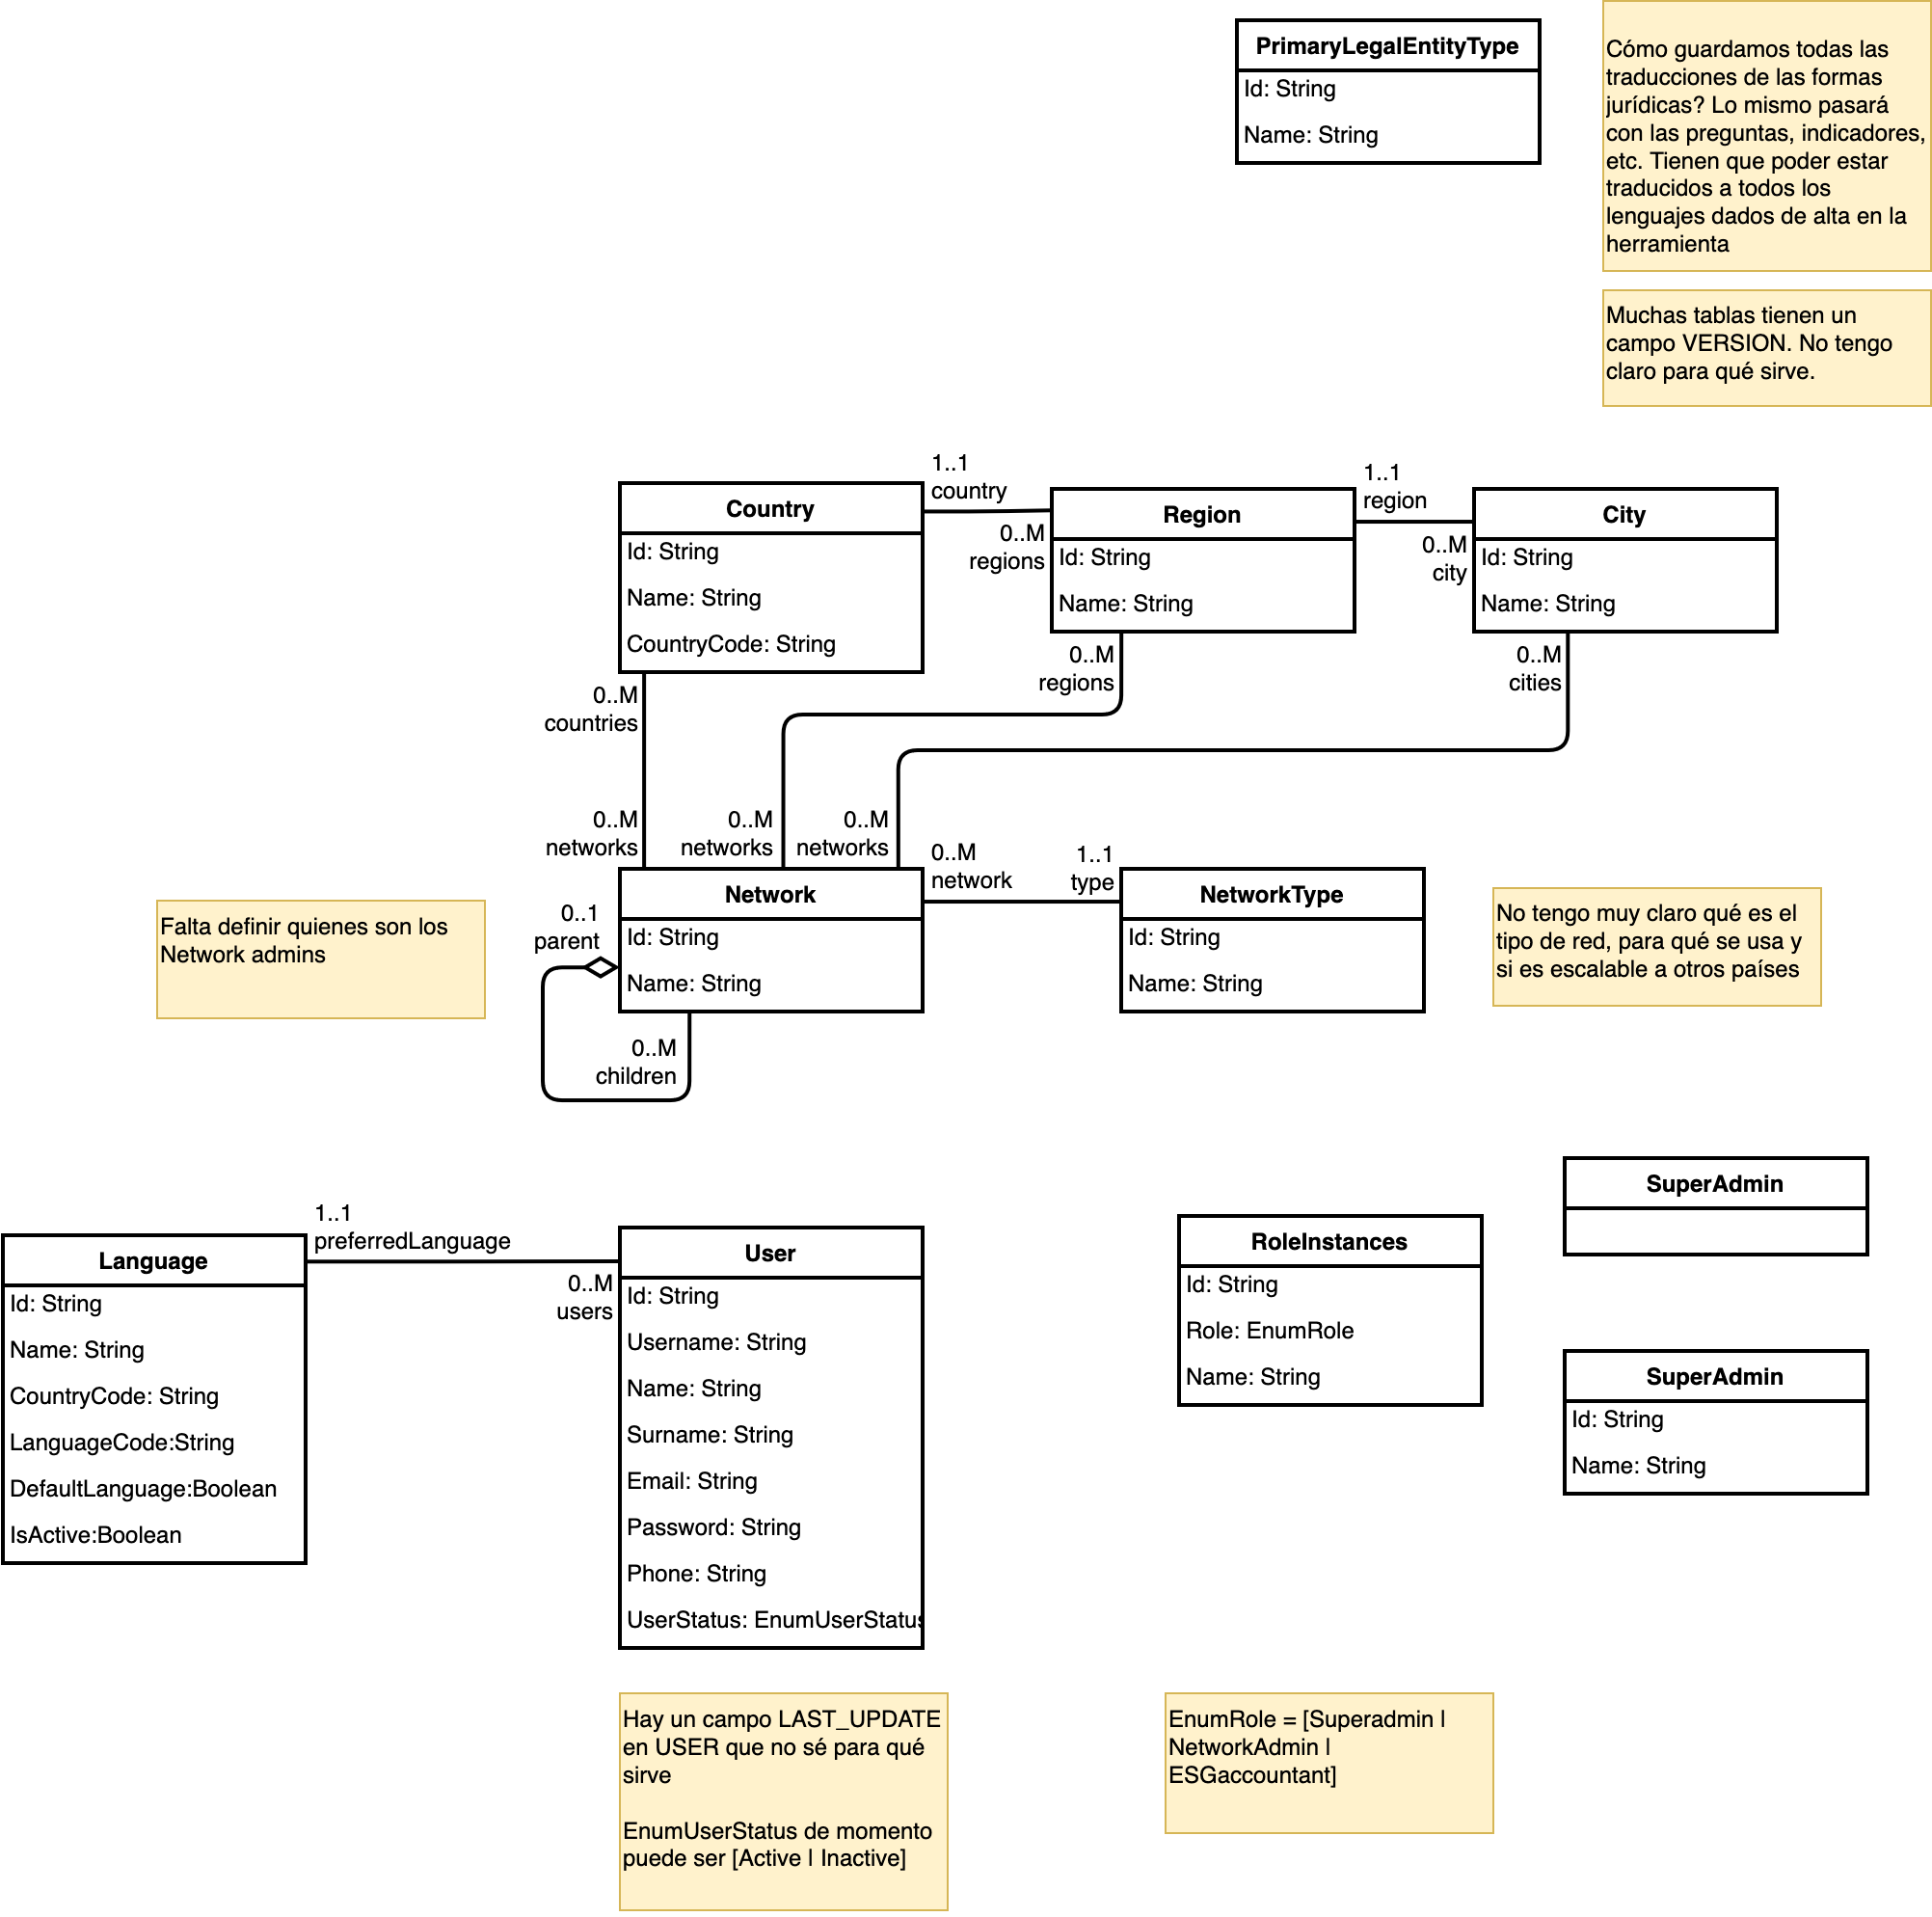 PrimaryLegalEntityType
Id: String
Name: String
Cómo guardamos todas las
traducciones de las formas
jurídicas? Lo mismo pasará
con las preguntas, indicadores,
etc. Tienen que poder estar
traducidos a todos los
lenguajes dados de alta en la
herramienta
Muchas tablas tienen un
campo VERSION. No tengo
claro para qué sirve.
Country
Id: String
Name: String
CountryCode: String
1..1
country
0..M
regions
Region
Id: String
Name: String
1..1
region
0..M
city
City
Id: String
Name: String
0..M
countries
0..M
regions
0..M
cities
0..M
networks
0..M
networks
0..M
networks
0..M
network
1..1
type
Falta definir quienes son los
Network admins
0..1
parent
Network
Id: String
Name: String
0..M
children
NetworkType
Id: String
Name: String
No tengo muy claro qué es el
tipo de red, para qué se usa y
si es escalable a otros países
Language
Id: String
Name: String
CountryCode: String
LanguageCode:String
DefaultLanguage:Boolean
IsActive:Boolean
1..1
preferredLanguage
0..M
users
User
Id: String
Username: String
Name: String
Surname: String
Email: String
Password: String
Phone: String
UserStatus: EnumUserStatus
RoleInstances
Id: String
Role: EnumRole
Name: String
SuperAdmin
SuperAdmin
Id: String
Name: String
Hay un campo LAST_UPDATE
en USER que no sé para qué
sirve
EnumUserStatus de momento
puede ser [Active | Inactive]
EnumRole = [Superadmin |
NetworkAdmin |
ESGaccountant]